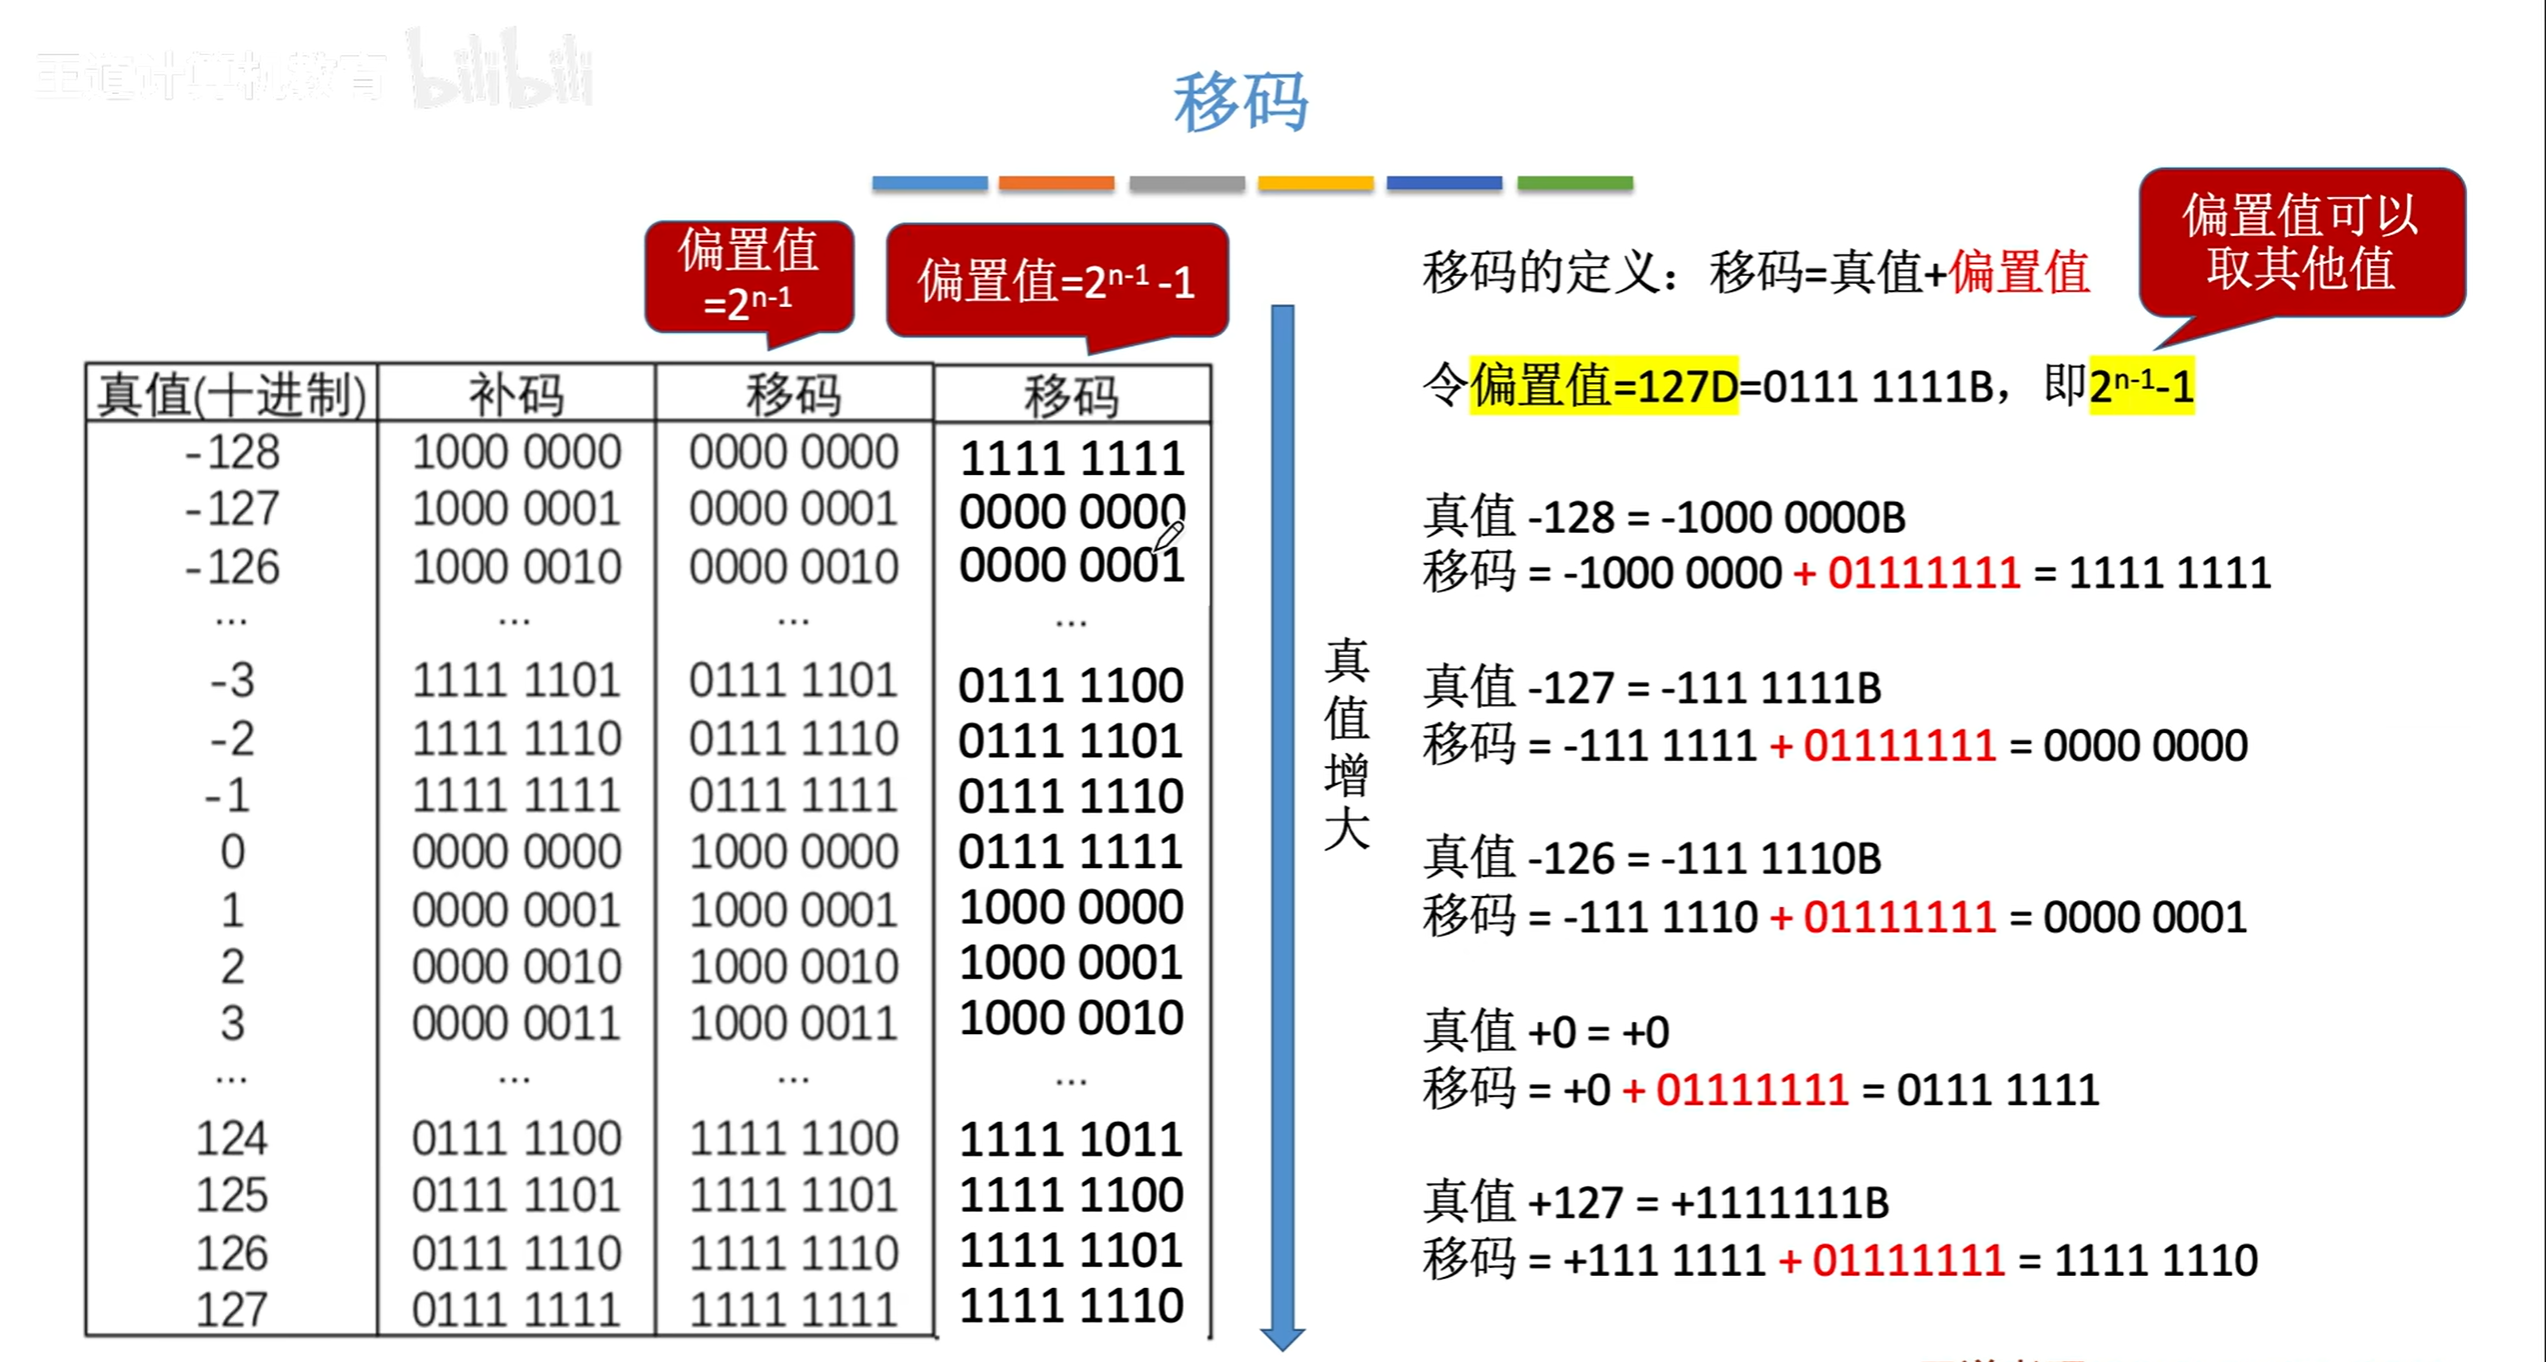 王道计算机教育 bilibili
移码
偏置值
=2ⁿ⁻¹
偏置值=2ⁿ⁻¹ -1
偏置值可以
取其他值
移码的定义：移码=真值+偏置值
令偏置值=127D=0111 1111B，即2ⁿ⁻¹-1
真值(十进制) 补码 移码 移码
-128 1000 0000 0000 0000 1111 1111
-127 1000 0001 0000 0001 0000 0000
-126 1000 0010 0000 0010 0000 0001
... ... ... ...
-3 1111 1101 0111 1101 0111 1100
-2 1111 1110 0111 1110 0111 1101
-1 1111 1111 0111 1111 0111 1110
0 0000 0000 1000 0000 0111 1111
1 0000 0001 1000 0001 1000 0000
2 0000 0010 1000 0010 1000 0001
3 0000 0011 1000 0011 1000 0010
... ... ... ...
124 0111 1100 1111 1100 1111 1011
125 0111 1101 1111 1101 1111 1100
126 0111 1110 1111 1110 1111 1101
127 0111 1111 1111 1111 1111 1110
真值增大
真值 -128 = -1000 0000B
移码 = -1000 0000 + 01111111 = 1111 1111
真值 -127 = -111 1111B
移码 = -111 1111 + 01111111 = 0000 0000
真值 -126 = -111 1110B
移码 = -111 1110 + 01111111 = 0000 0001
真值 +0 = +0
移码 = +0 + 01111111 = 0111 1111
真值 +127 = +1111111B
移码 = +111 1111 + 01111111 = 1111 1110